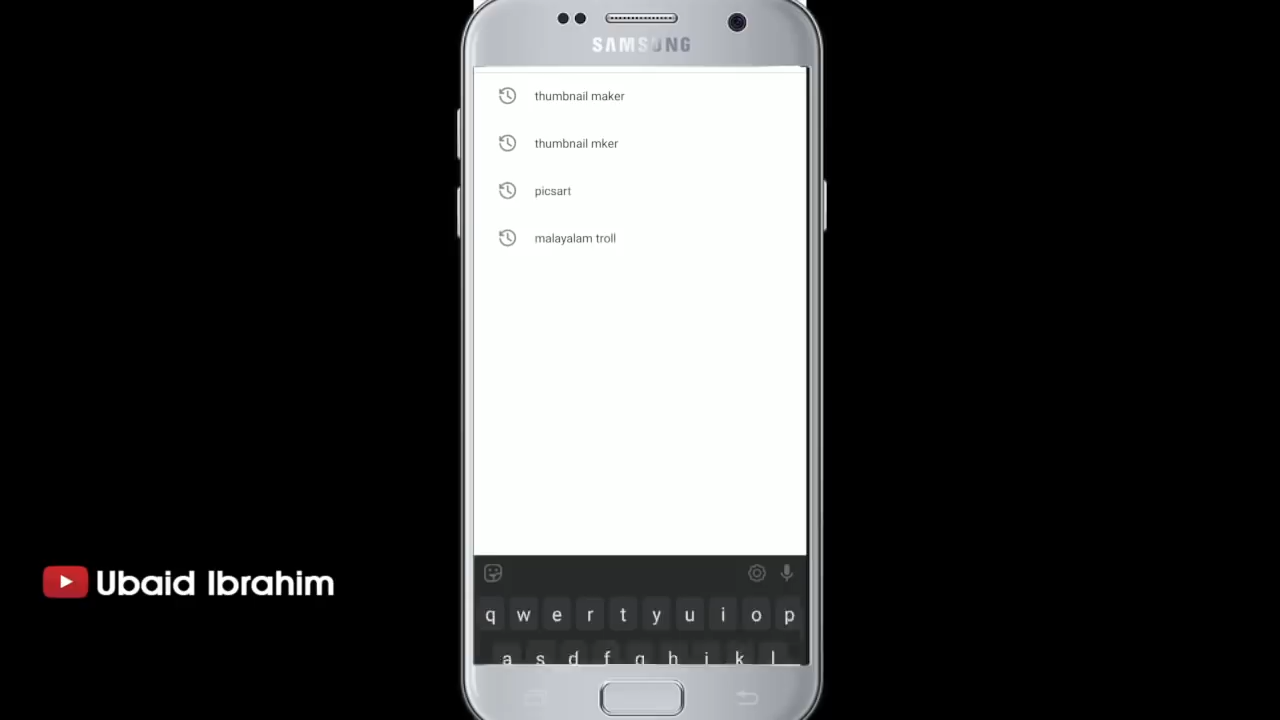 SAMSUNG
thumbnail maker
thumbnail mker
picsart
malayalam troll
Ubaid Ibrahim
q w e r t y u i o p
a s d f g h j k l